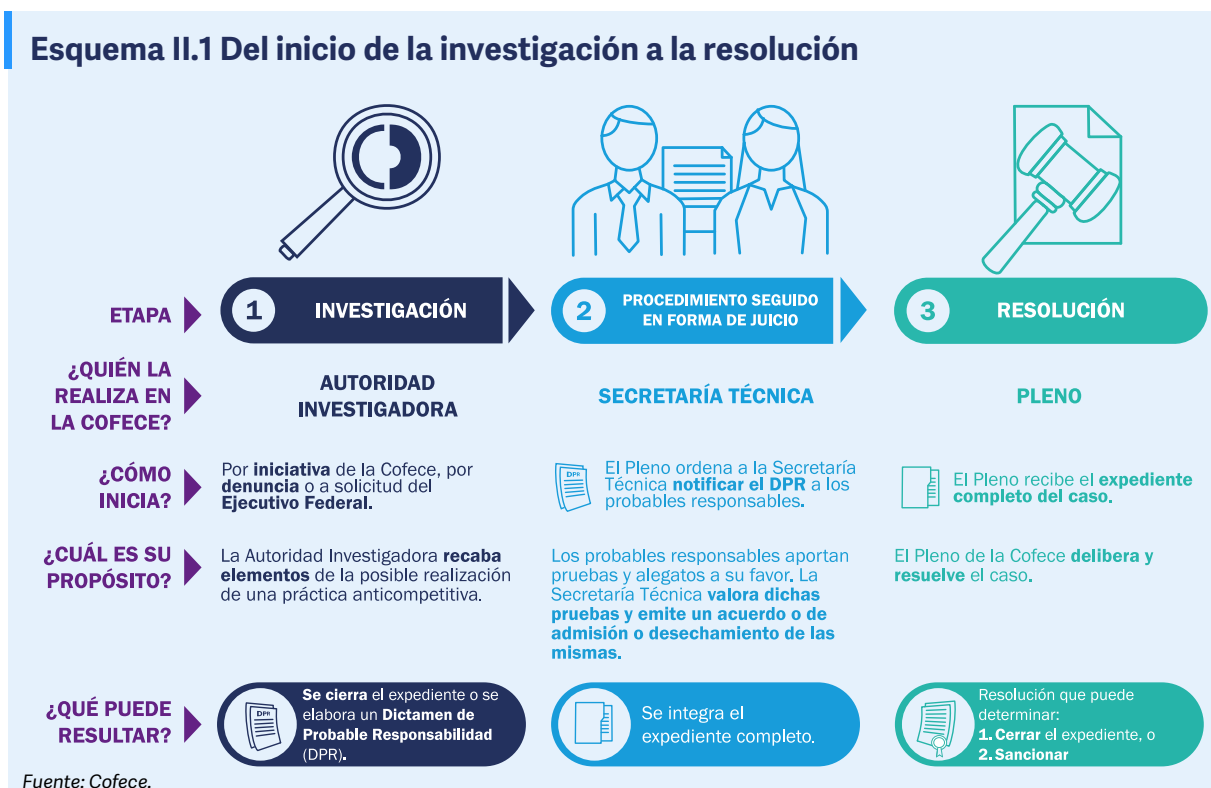 Esquema II.1 Del inicio de la investigación a la resolución
ETAPA
1 INVESTIGACIÓN
2 PROCEDIMIENTO SEGUIDO
EN FORMA DE JUICIO
3 RESOLUCIÓN
¿QUIÉN LA
REALIZA EN
LA COFECE?
AUTORIDAD
INVESTIGADORA
SECRETARÍA TÉCNICA
PLENO
¿CÓMO
INICIA?
Por iniciativa de la Cofece, por
denuncia o a solicitud del
Ejecutivo Federal.
DPR
El Pleno ordena a la Secretaría
Técnica notificar el DPR a los
probables responsables.
El Pleno recibe el expediente
completo del caso.
¿CUÁL ES SU
PROPÓSITO?
La Autoridad Investigadora recaba
elementos de la posible realización
de una práctica anticompetitiva.
Los probables responsables aportan
pruebas y alegatos a su favor. La
Secretaría Técnica valora dichas
pruebas y emite un acuerdo o de
admisión o desechamiento de las
mismas.
El Pleno de la Cofece delibera y
resuelve el caso.
¿QUÉ PUEDE
RESULTAR?
DPR
Se cierra el expediente o se
elabora un Dictamen de
Probable Responsabilidad
(DPR).
Se integra el
expediente completo.
Resolución que puede
determinar:
1. Cerrar el expediente, o
2. Sancionar
Fuente: Cofece.